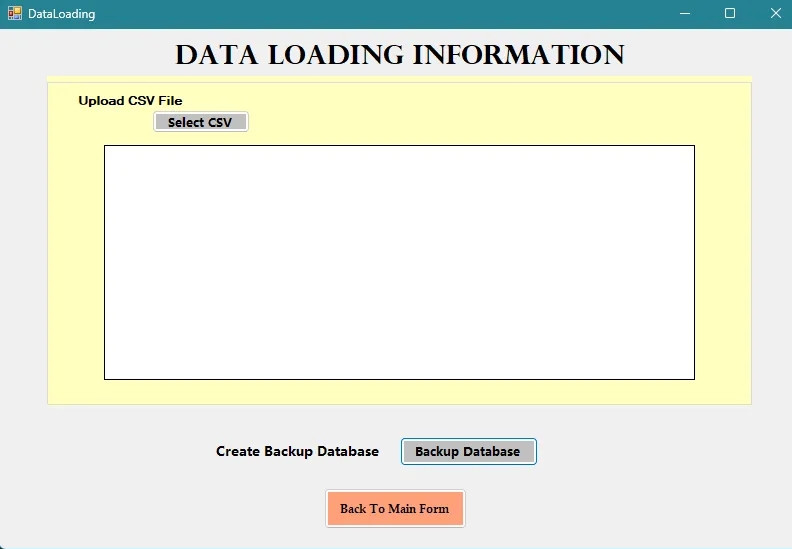 DataLoading
DATA LOADING INFORMATION
Upload CSV File
Select CSV
Create Backup Database Backup Database
Back To Main Form